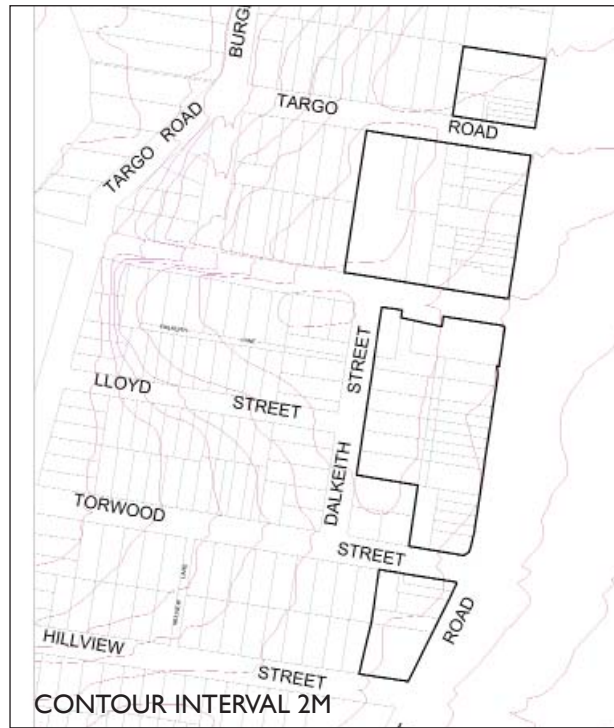 BURG
TARGO
ROAD
TARGO ROAD
STREET
LLOYD
STREET
DALKEITH
TORWOOD
STREET
ROAD
HILLVIEW
STREET
CONTOUR INTERVAL 2M